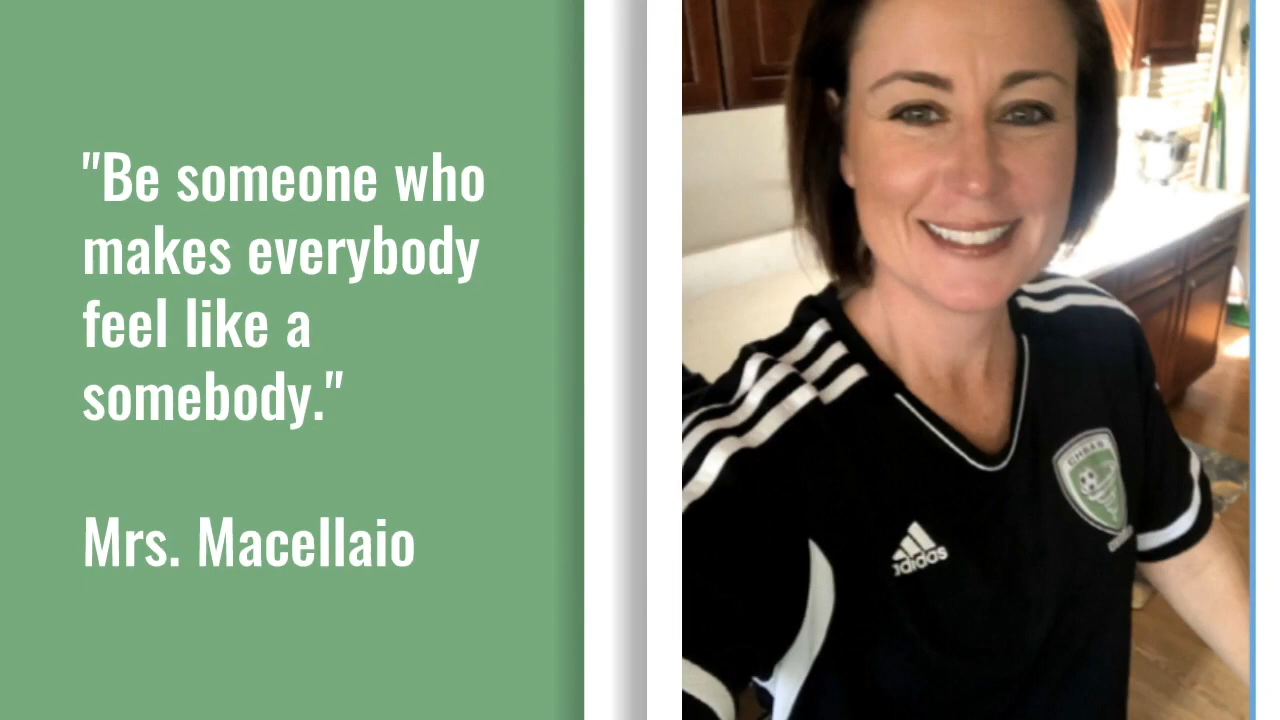 "Be someone who
makes everybody
feel like a
somebody."
Mrs. Macellaio
adidas